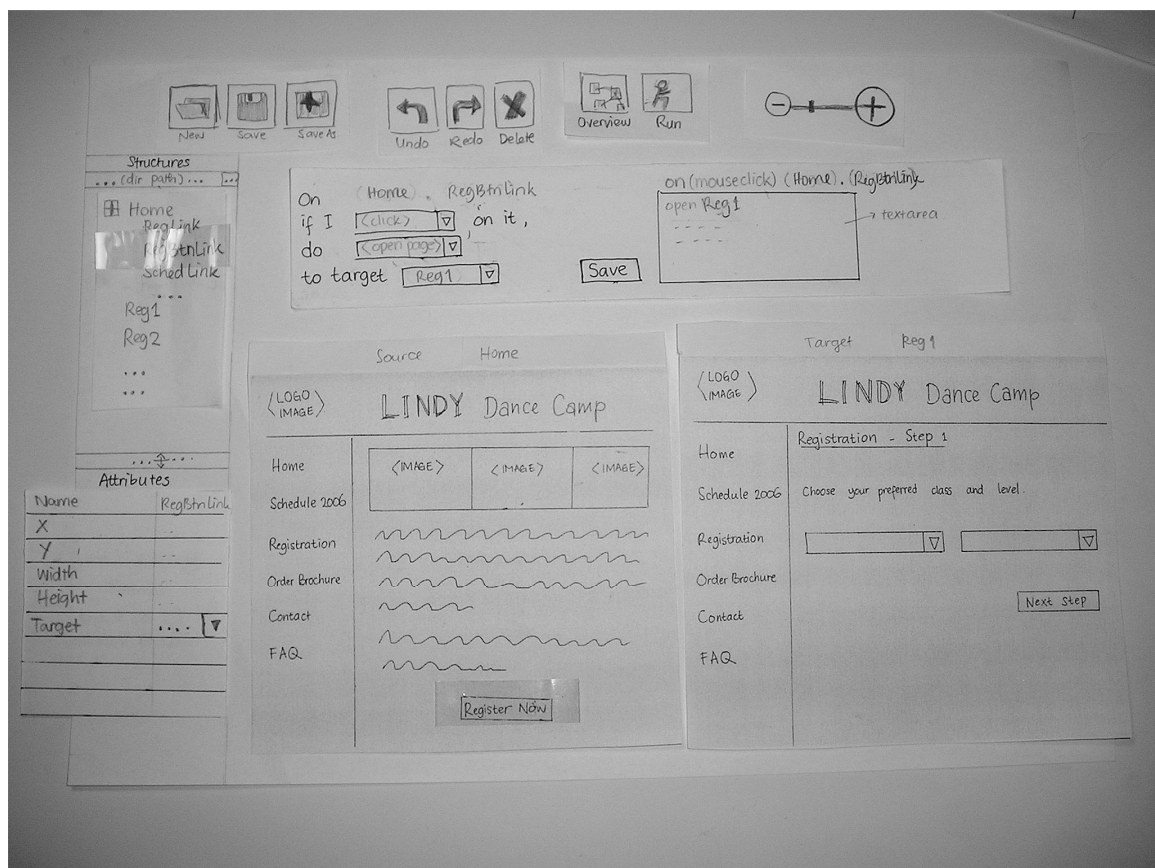 New Save Save As
Undo Redo Delete
Overview Run
Structures
...(dir path)... ...
Home
RegLink
RegBtnLink
SchedLink
...
Reg1
Reg2
...
...
Attributes
Name RegBtnLink
X ..
Y ..
Width ..
Height ..
Target ....
On (Home). RegBtnLink
if I <click> on it,
do <open page>,
to target Reg1
Save
on(mouseclick) (Home). (RegBtnLink
open Reg1
----
----
→ textarea
Source Home
<LOGO
IMAGE>
LINDY Dance Camp
Home
Schedule 2006
Registration
Order Brochure
Contact
FAQ
<IMAGE> <IMAGE> <IMAGE>
Register Now
Target Reg 1
<LOGO
IMAGE>
LINDY Dance Camp
Home
Schedule 2006
Registration
Order Brochure
Contact
FAQ
Registration - Step 1
Choose your preferred class and level.
Next Step